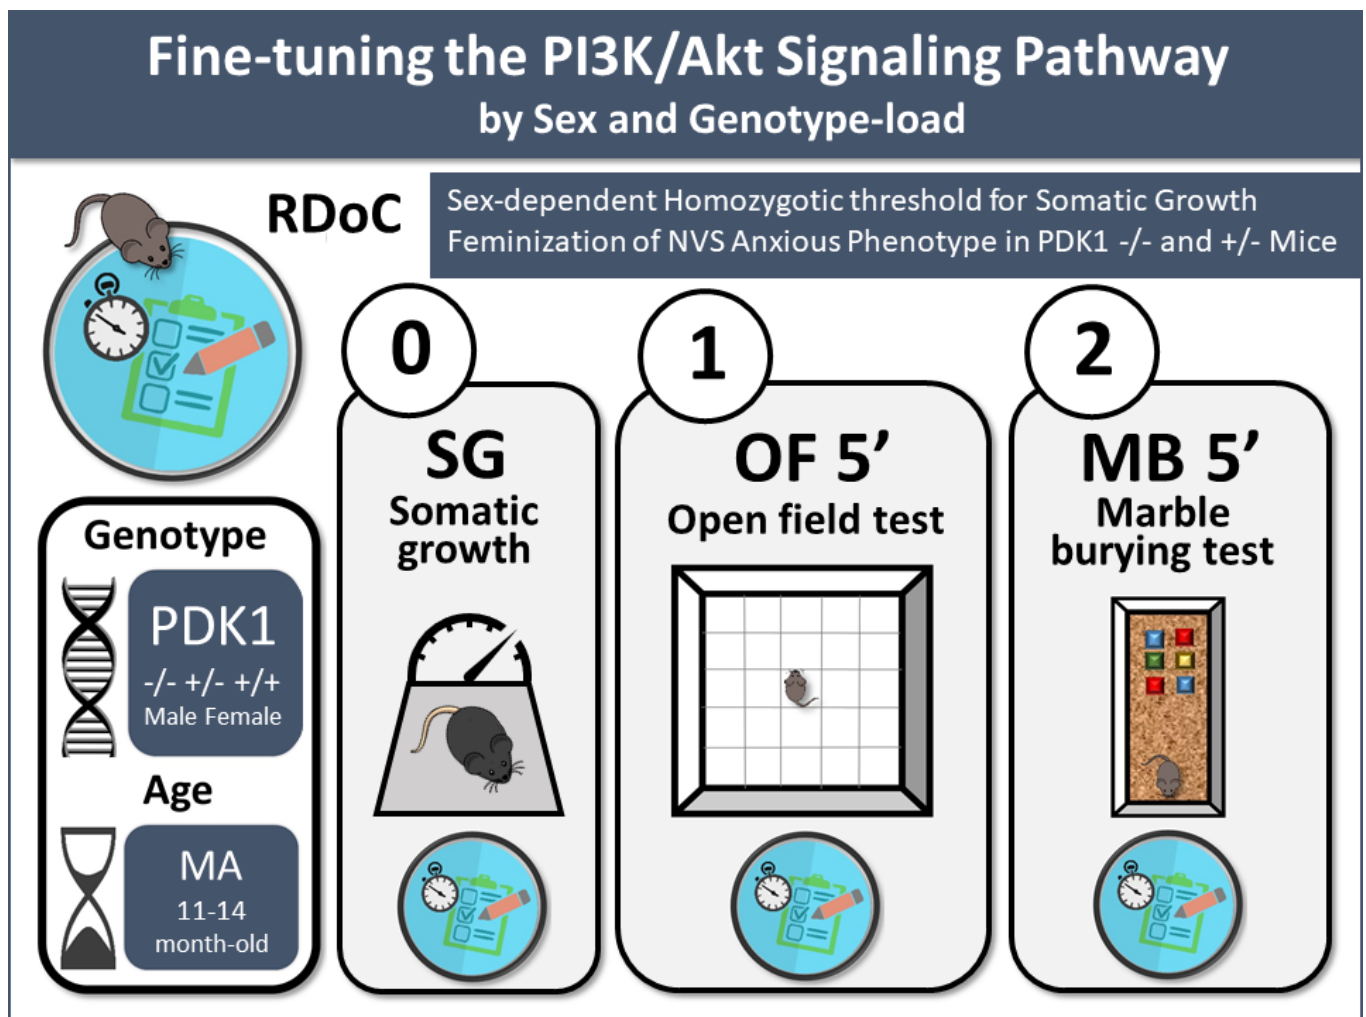 Fine-tuning the PI3K/Akt Signaling Pathway
by Sex and Genotype-load
RDoC
Sex-dependent Homozygotic threshold for Somatic Growth
Feminization of NVS Anxious Phenotype in PDK1 -/- and +/- Mice
Genotype
PDK1
-/- +/- +/+
Male Female
Age
MA
11-14
month-old
0
SG
Somatic
growth
1
OF 5’
Open field test
2
MB 5’
Marble
burying test